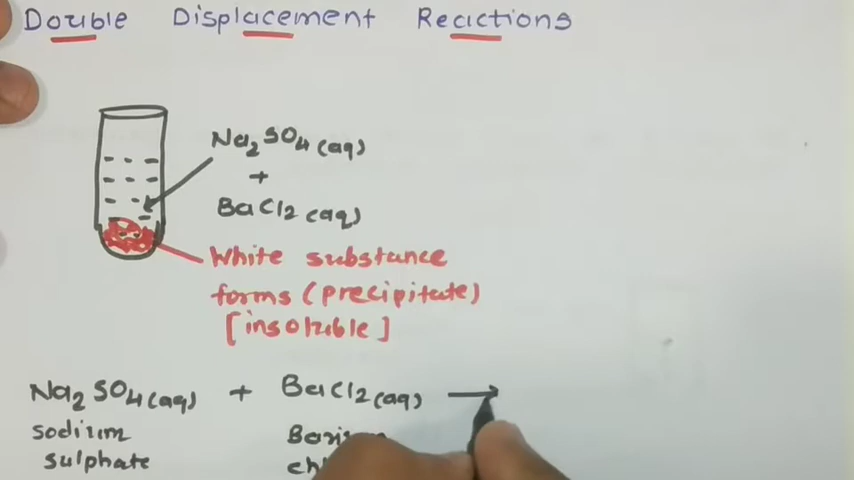 Double Displacement Reactions
Na₂SO₄(aq)
+
BaCl₂(aq)
White substance
forms (precipitate)
[insoluble]
Na₂SO₄(aq) + BaCl₂(aq) →
sodium
sulphate